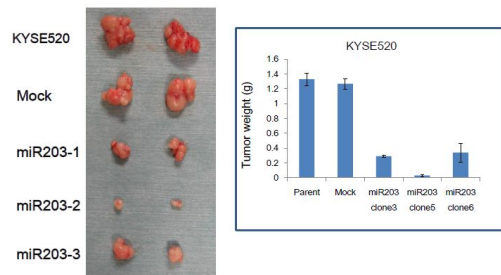 KYSE520
Mock
miR203-1
miR203-2
miR203-3
KYSE520
Tumor weight (g)
1.6
1.4
1.2
1
0.8
0.6
0.4
0.2
0
Parent Mock miR203 miR203 miR203
clone3 clone5 clone6